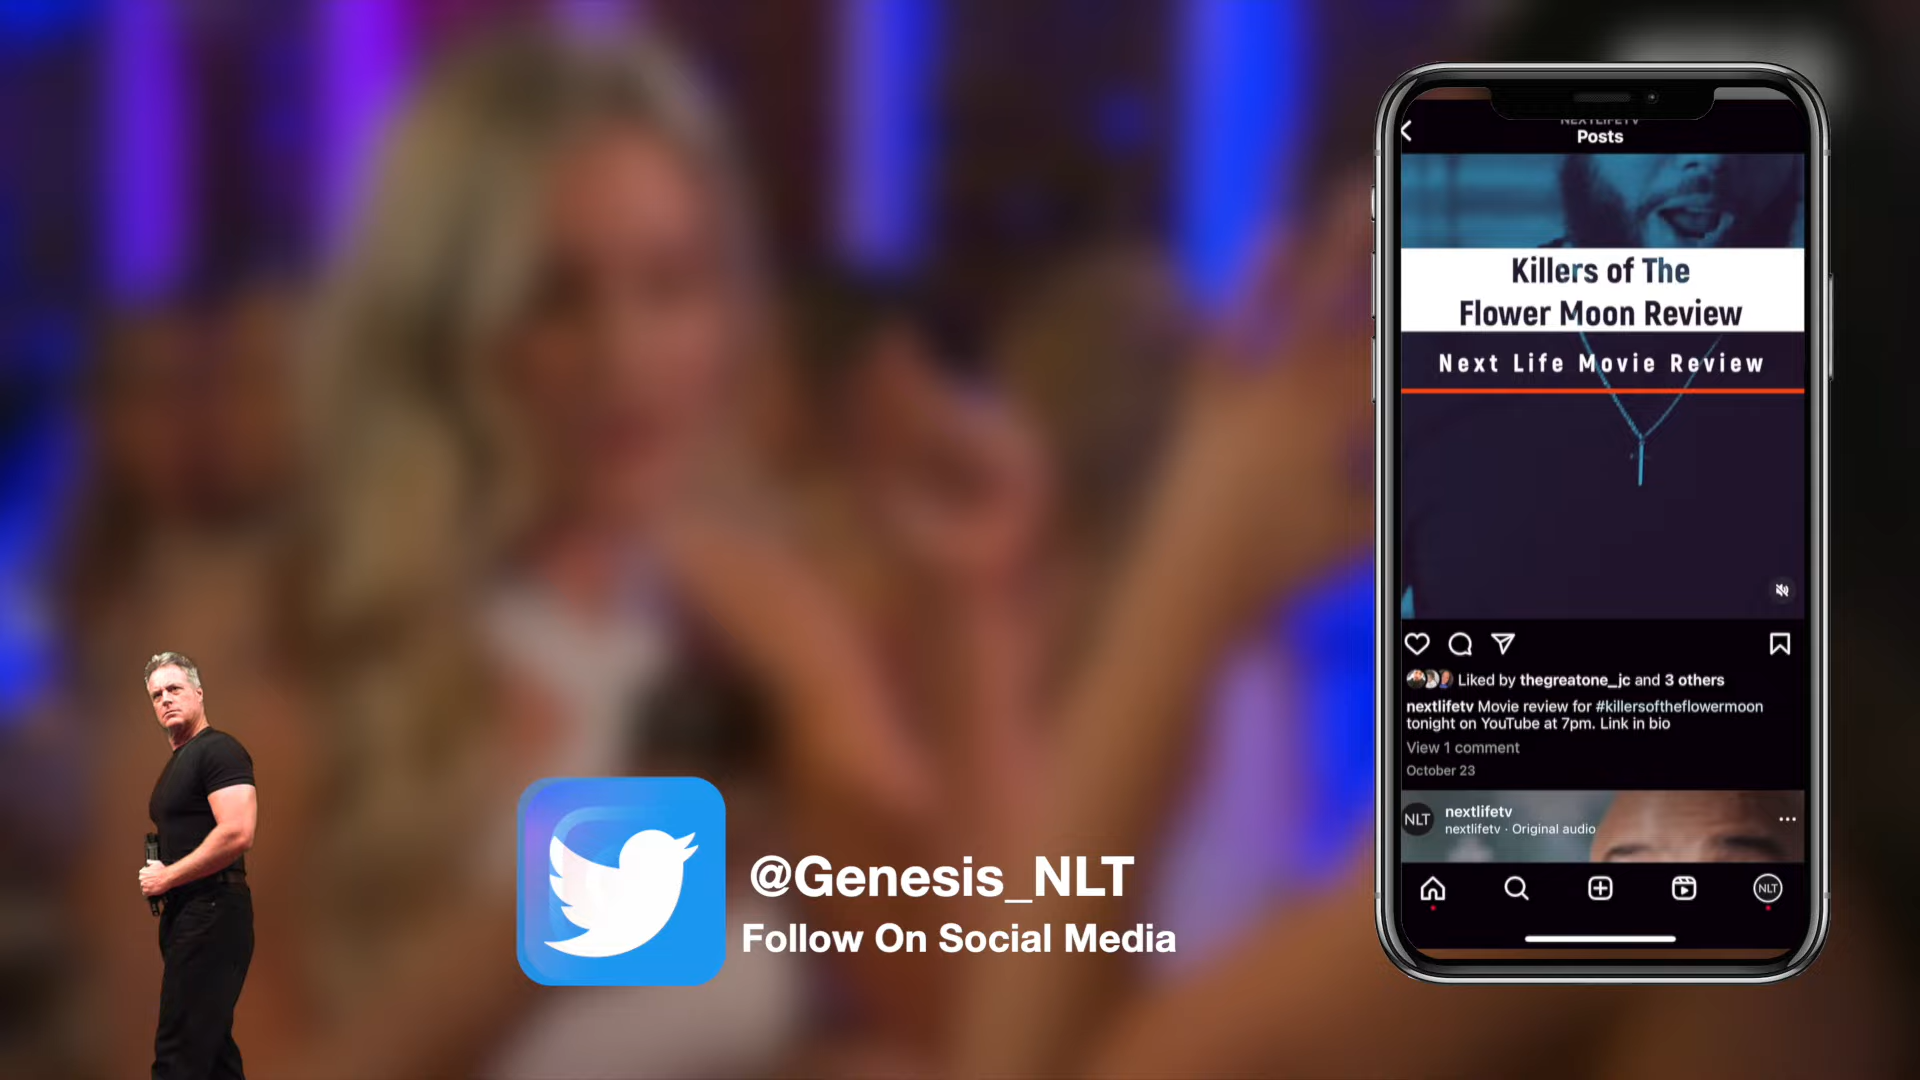 NEXTLIFETV
Posts
Killers of The
Flower Moon Review
Next Life Movie Review
Liked by thegreatone_jc and 3 others
nextlifetv Movie review for #killersoftheflowermoon
tonight on YouTube at 7pm. Link in bio
View 1 comment
October 23
NLT
nextlifetv
nextlifetv · Original audio
NLT
@Genesis_NLT
Follow On Social Media